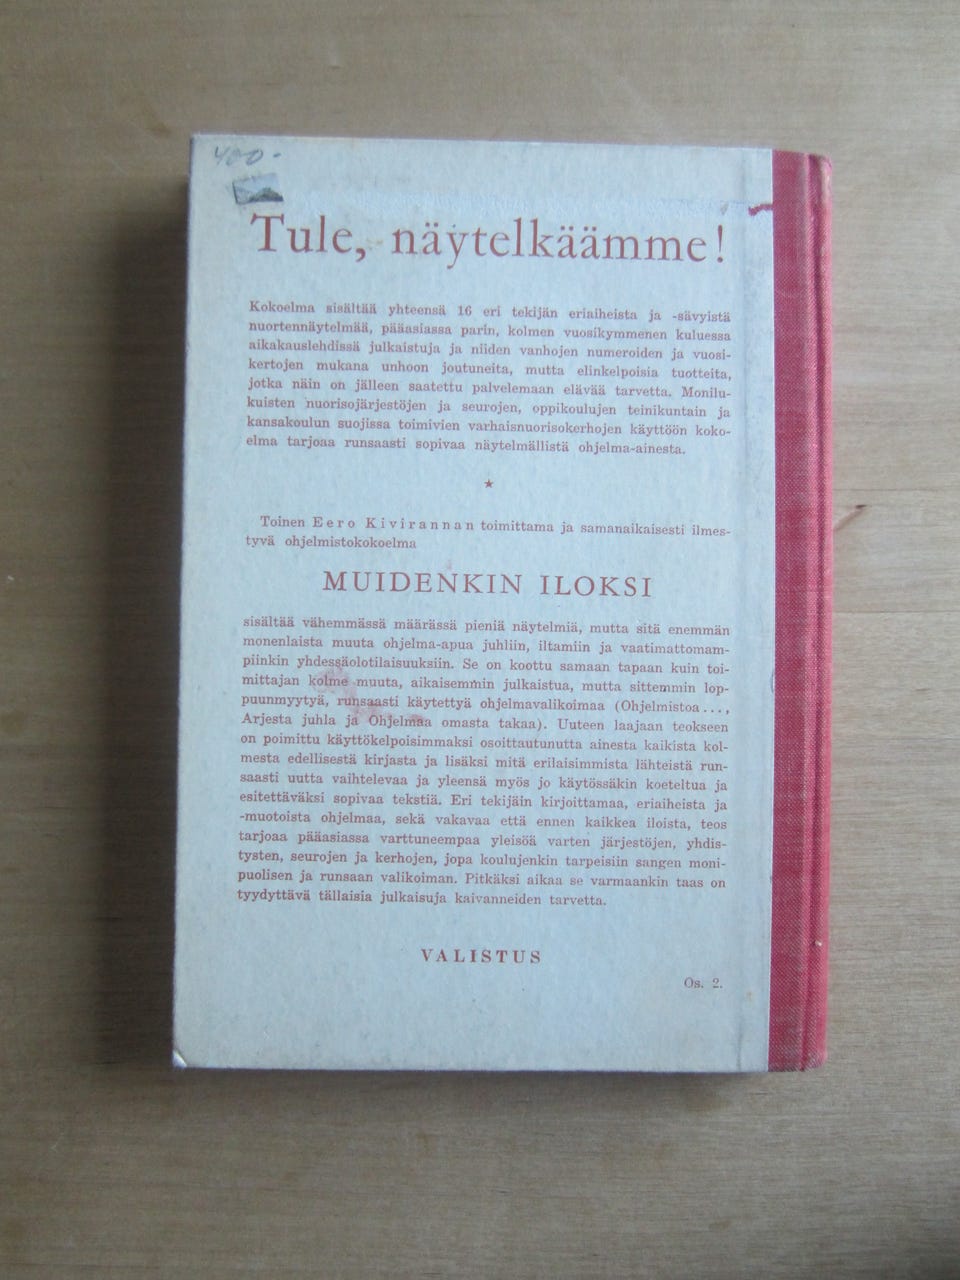 400.-
Tule, näytelkäämme!
Kokoelma sisältää yhteensä 16 eri tekijän eriaiheista ja -sävyistä
nuortennäytelmää, pääasiassa parin, kolmen vuosikymmenen kuluessa
aikakauslehdissä julkaistuja ja niiden vanhojen numeroiden ja vuosi-
kertojen mukana unhoon joutuneita, mutta elinkelpoisia tuotteita,
jotka näin on jälleen saatettu palvelemaan elävää tarvetta. Monilu-
kuisten nuorisojärjestöjen ja seurojen, oppikoulujen teinikuntain ja
kansakoulun suojissa toimivien varhaisnuorisokerhojen käyttöön koko-
elma tarjoaa runsaasti sopivaa näytelmällistä ohjelma-ainesta.
Toinen Eero Kivirannan toimittama ja samanaikaisesti ilmes-
tyvä ohjelmistokokoelma
MUIDENKIN ILOKSI
sisältää vähemmässä määrässä pieniä näytelmiä, mutta sitä enemmän
monenlaista muuta ohjelma-apua juhliin, iltamiin ja vaatimattomam-
piinkin yhdessäolotilaisuuksiin. Se on koottu samaan tapaan kuin toi-
mittajan kolme muuta, aikaisemmin julkaistua, mutta sittemmin lop-
puunmyytyä, runsaasti käytettyä ohjelmavalikoimaa (Ohjelmistoa ...,
Arjesta juhla ja Ohjelmaa omasta takaa). Uuteen laajaan teokseen
on poimittu käyttökelpoisimmaksi osoittautunutta ainesta kaikista kol-
mesta edellisestä kirjasta ja lisäksi mitä erilaisimmista lähteistä run-
saasti uutta vaihtelevaa ja yleensä myös jo käytössäkin koeteltua ja
esitettäväksi sopivaa tekstiä. Eri tekijäin kirjoittamaa, eriaiheista ja
-muotoista ohjelmaa, sekä vakavaa että ennen kaikkea iloista, teos
tarjoaa pääasiassa varttuneempaa yleisöä varten järjestöjen, yhdis-
tysten, seurojen ja kerhojen, jopa koulujenkin tarpeisiin sangen moni-
puolisen ja runsaan valikoiman. Pitkäksi aikaa se varmaankin taas on
tyydyttävä tällaisia julkaisuja kaivanneiden tarvetta.
VALISTUS
Os. 2.